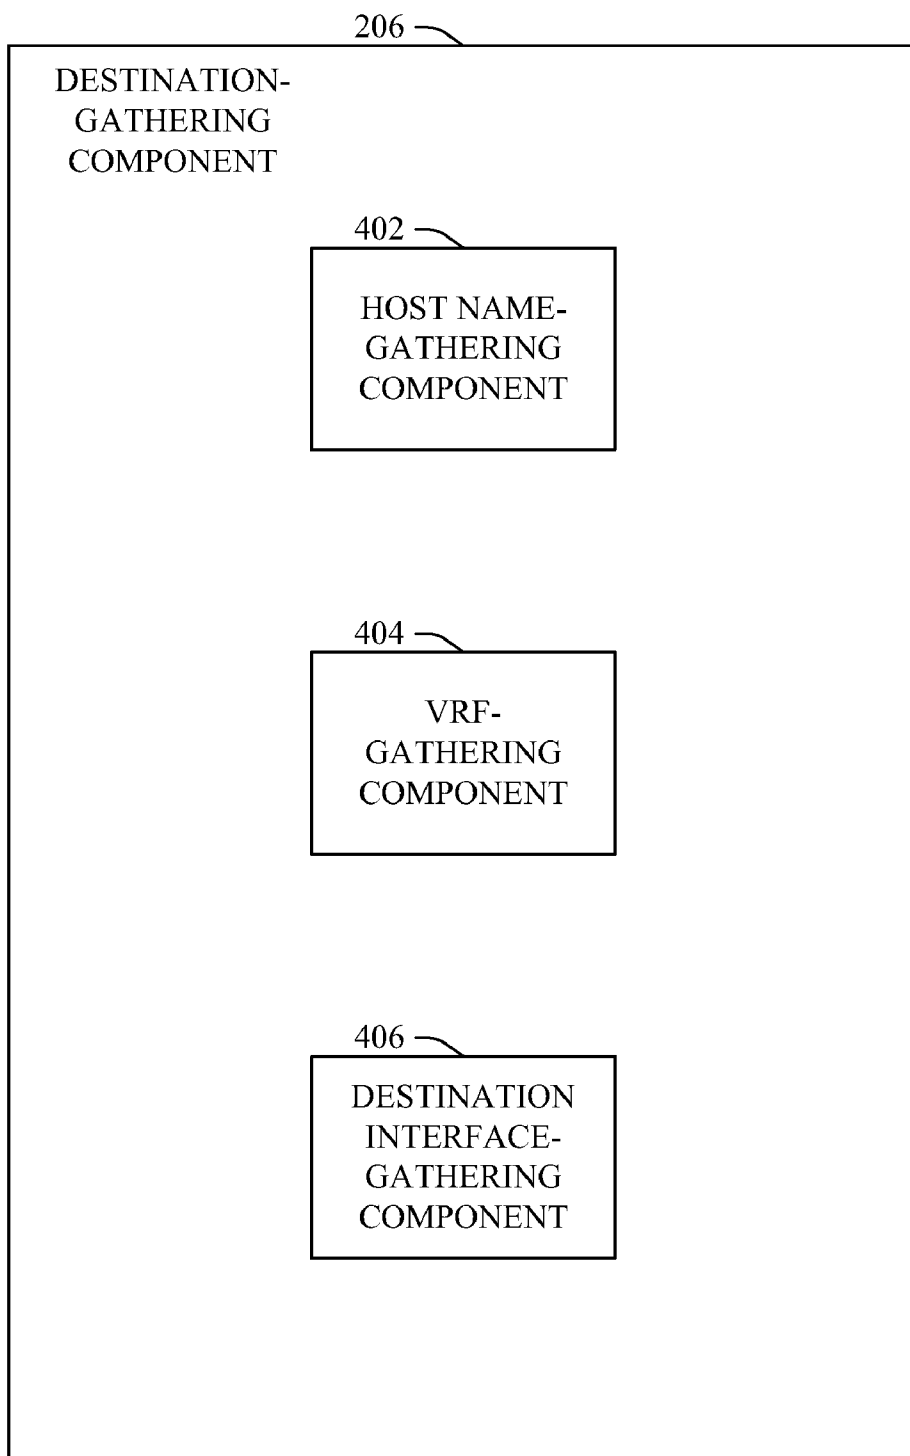 206
DESTINATION-
GATHERING
COMPONENT
402
HOST NAME-
GATHERING
COMPONENT
404
VRF-
GATHERING
COMPONENT
406
DESTINATION
INTERFACE-
GATHERING
COMPONENT